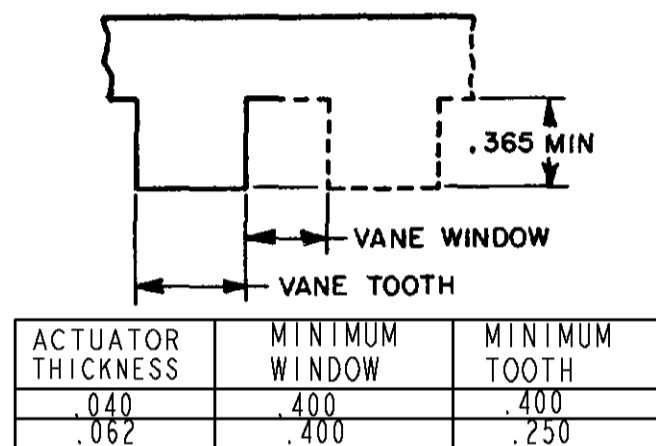 .365 MIN
VANE WINDOW
VANE TOOTH
ACTUATOR THICKNESS
MINIMUM WINDOW
MINIMUM TOOTH
.040 .400 .400
.062 .400 .250